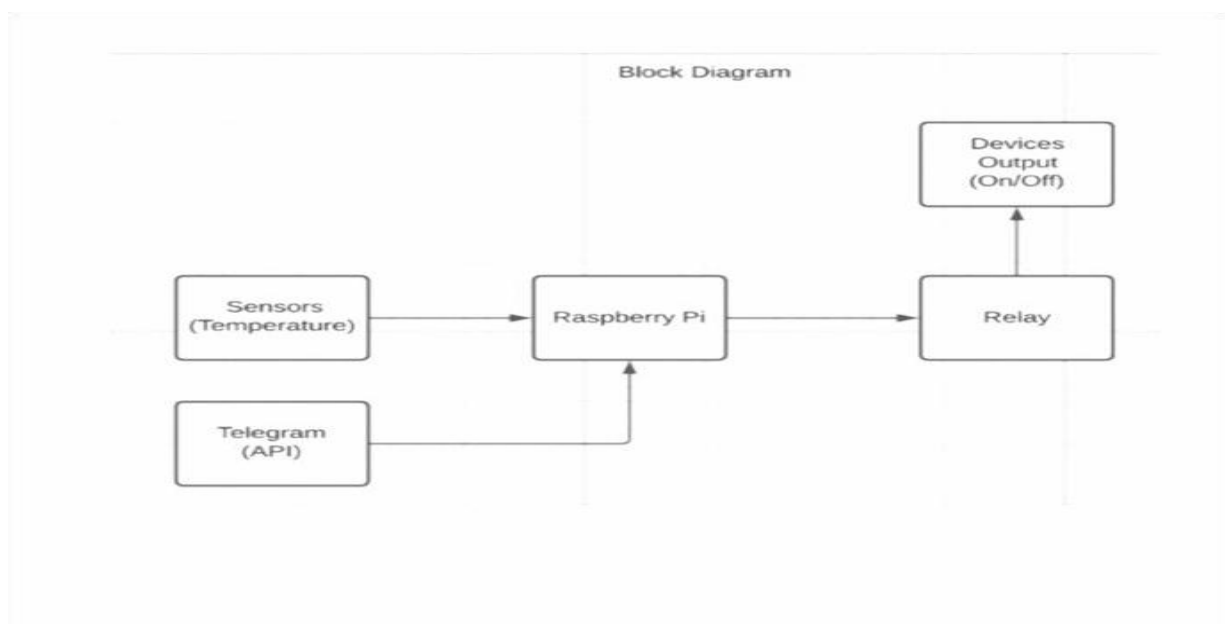 Block Diagram
Devices
Output
(On/Off)
Sensors
(Temperature)
Raspberry Pi
Relay
Telegram
(API)